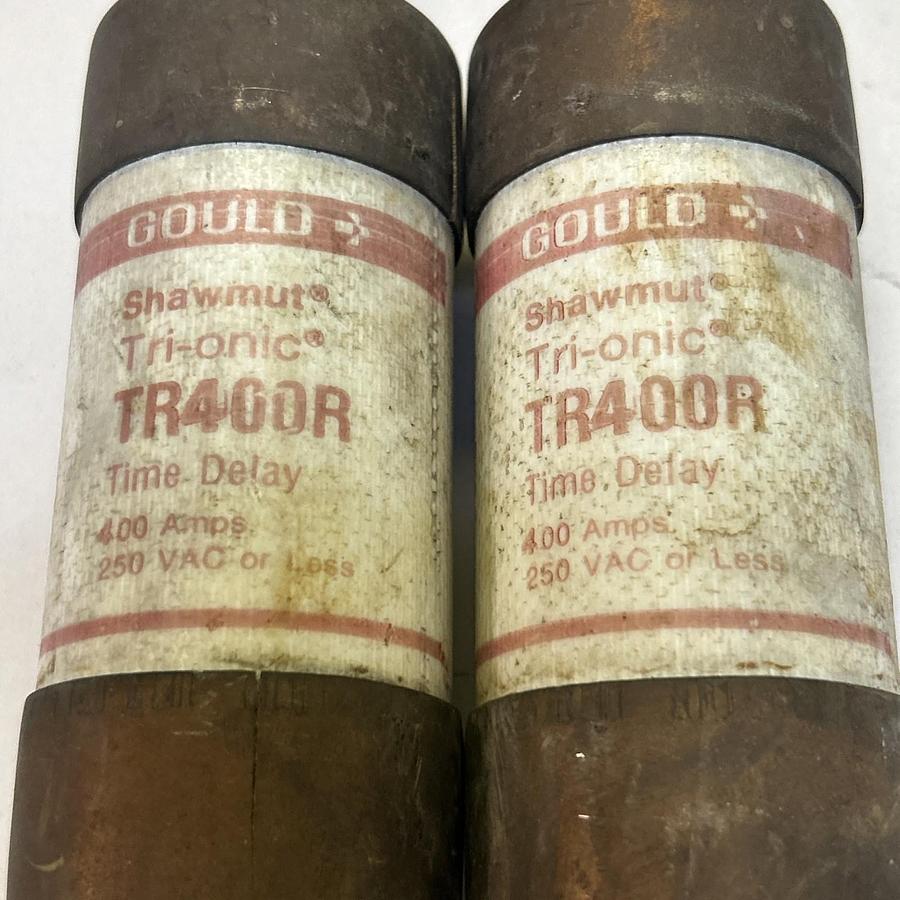 GOULD
Shawmut®
Tri-onic®
TR400R
Time Delay
400 Amps
250 VAC or Less
GOULD
Shawmut®
Tri-onic®
TR400R
Time Delay
400 Amps
250 VAC or Less